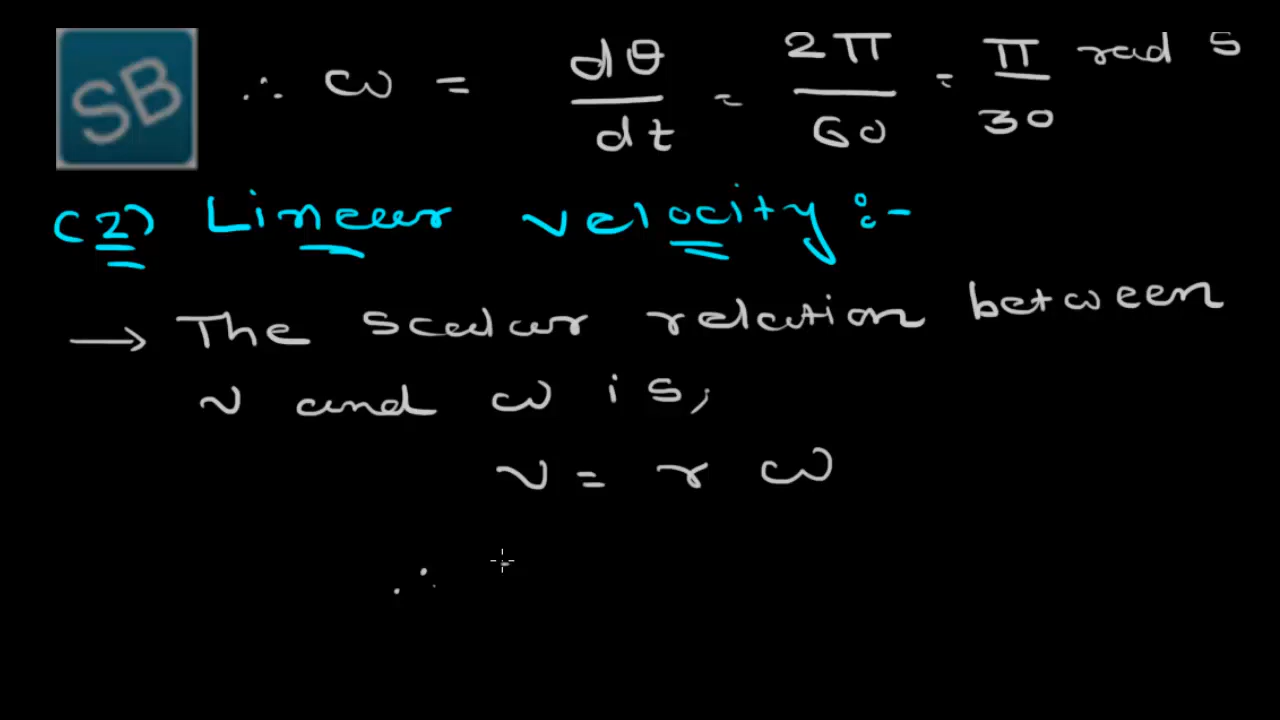 SB
∴ ω = dθ/dt = 2π/60 = π/30 rad s
(2) Linear velocity :-
→ The scalar relation between
v and ω is,
v = r ω
∴